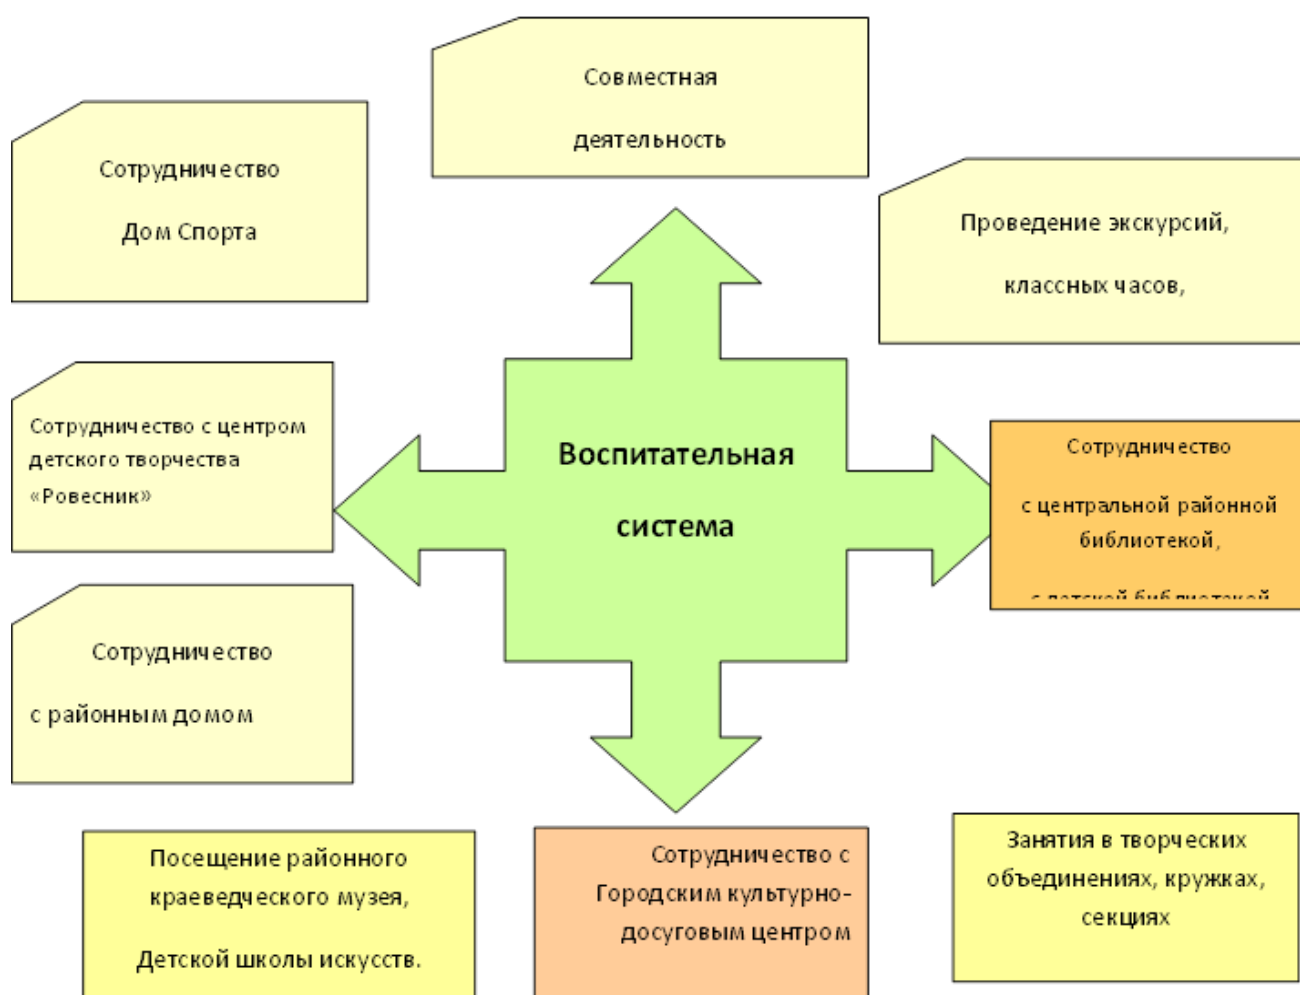 Совместная
деятельность
Сотрудничество
Дом Спорта
Проведение экскурсий,
классных часов,
Сотрудничество с центром
детского творчества
«Ровесник»
Воспитательная
система
Сотрудничество
с центральной районной
библиотекой,
с детской библиотекой
Сотрудничество
с районным домом
Посещение районного
краеведческого музея,
Детской школы искусств.
Сотрудничество с
Городским культурно-
досуговым центром
Занятия в творческих
объединениях, кружках,
секциях